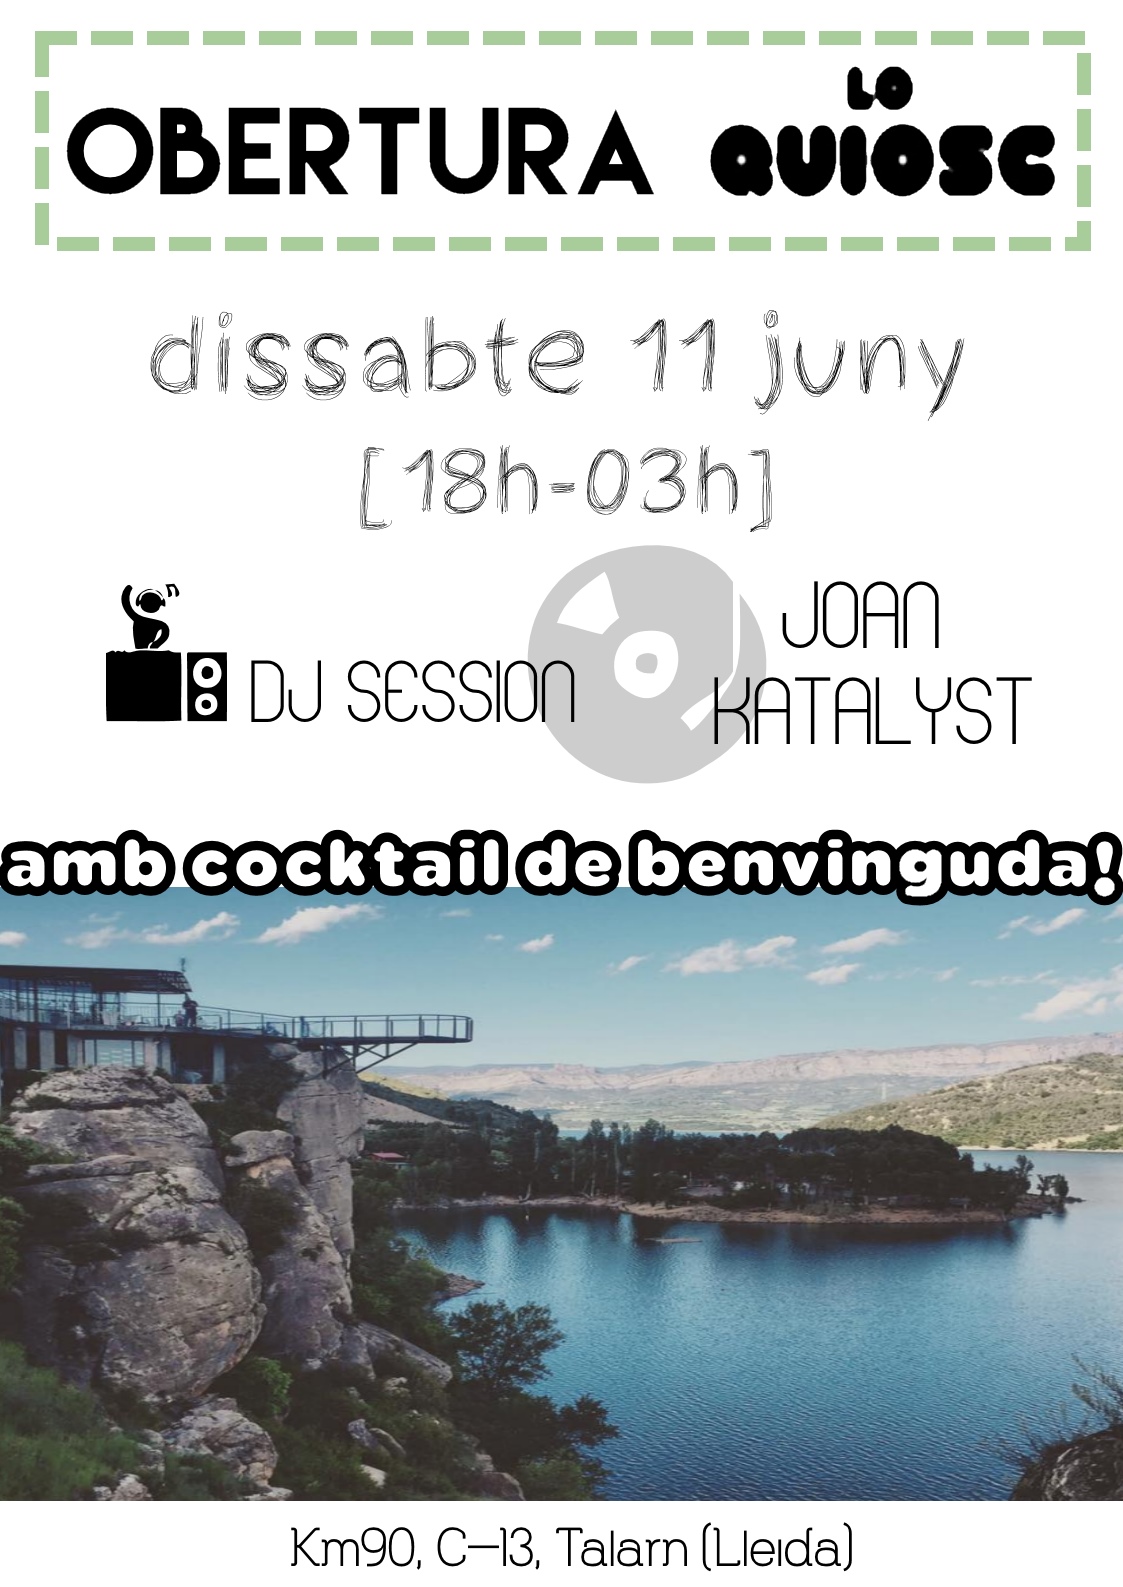 OBERTURA LO QUIOSC
dissabte 11 juny
[18h-03h]
DJ SESSION
JOAN
KATALYST
amb cocktail de benvinguda!
Km90, C-13, Talarn (Lleida)